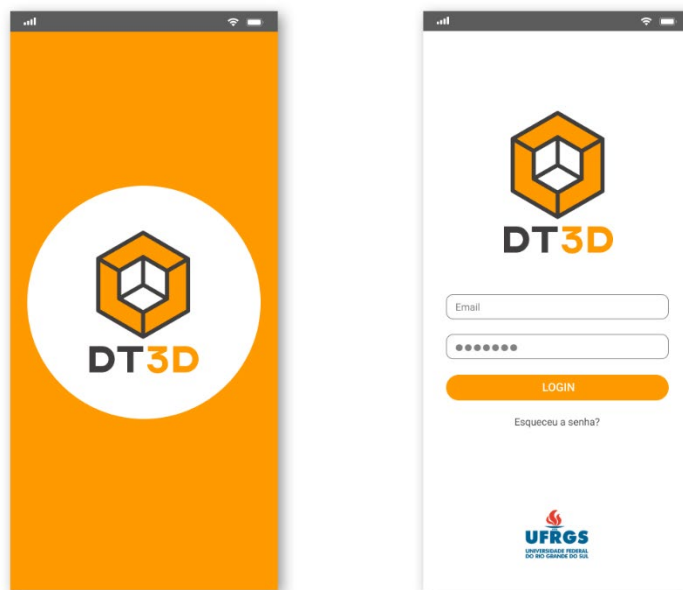 DT3D
DT3D
Email
LOGIN
Esqueceu a senha?
UFRGS
UNIVERSIDADE FEDERAL
DO RIO GRANDE DO SUL